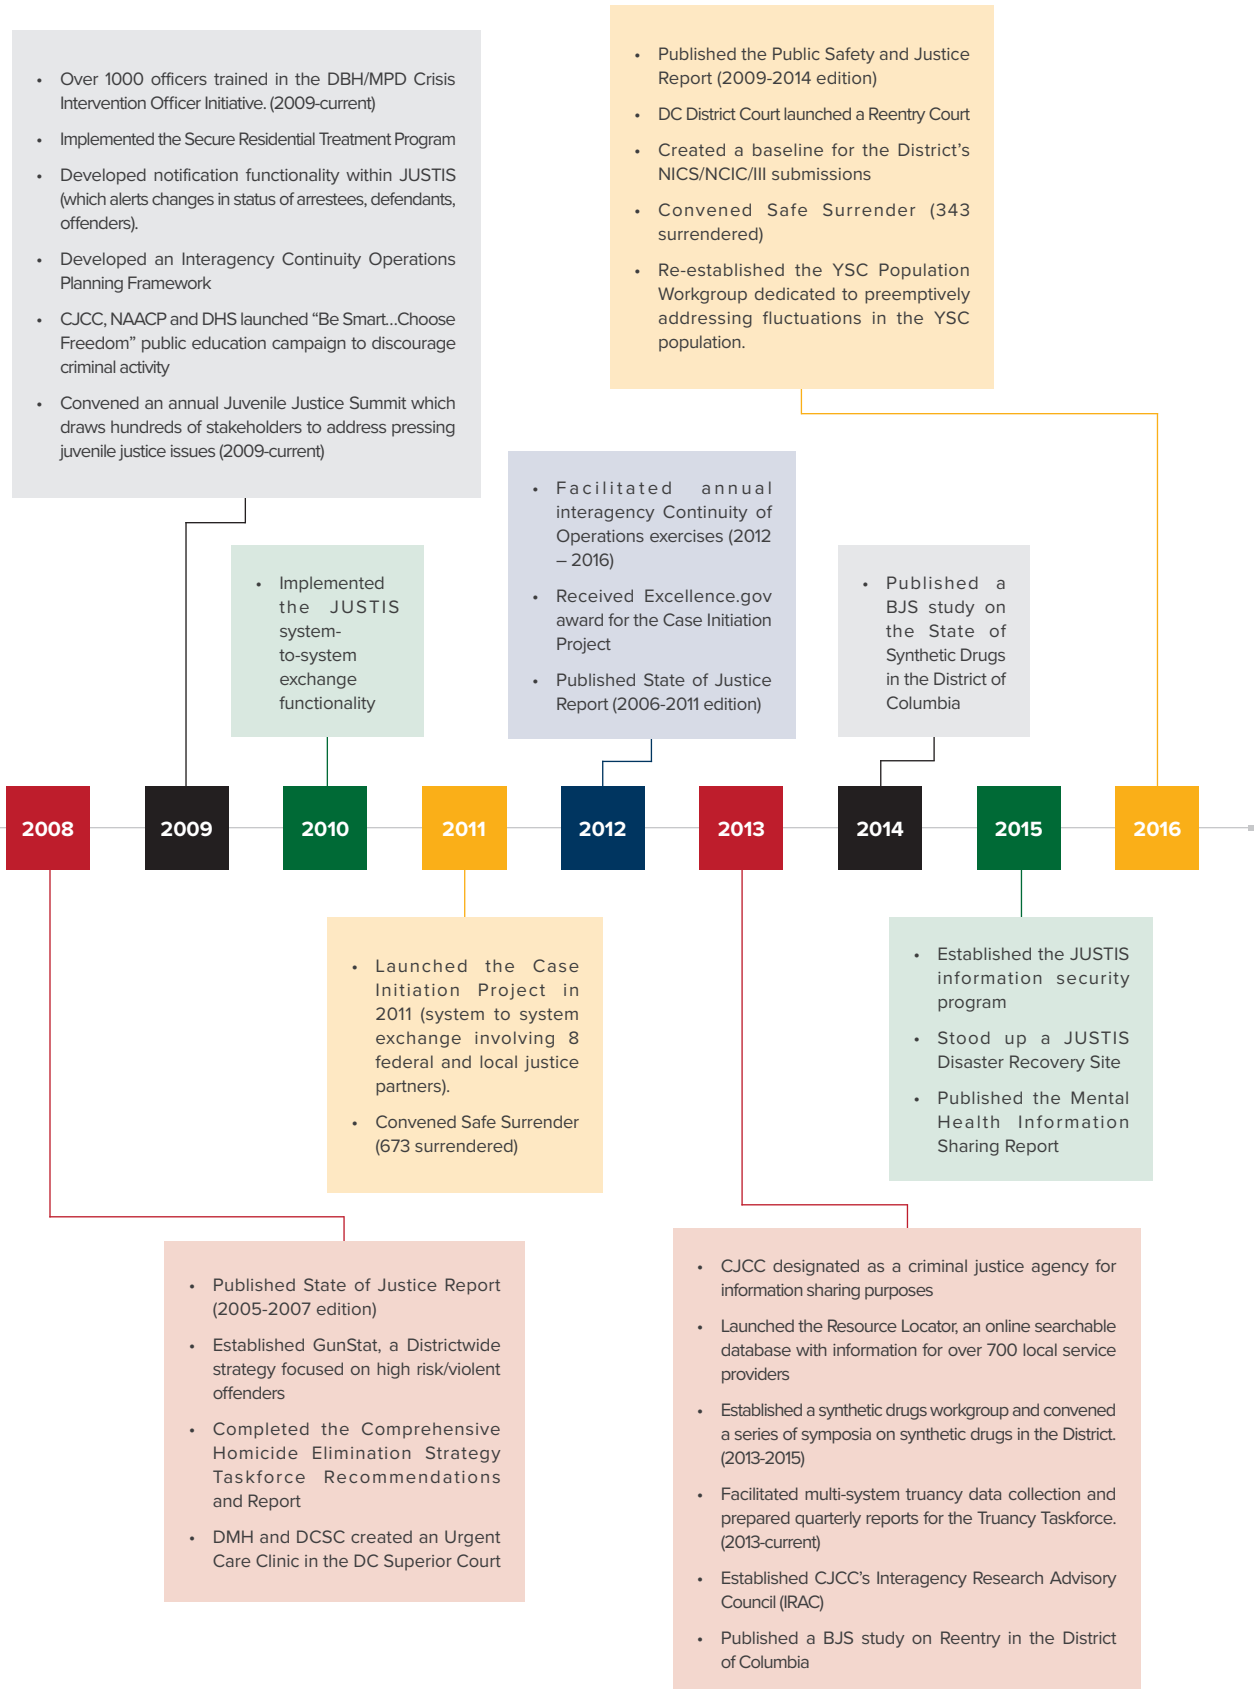 • Over 1000 officers trained in the DBH/MPD Crisis
Intervention Officer Initiative. (2009-current)
• Implemented the Secure Residential Treatment Program
• Developed notification functionality within JUSTIS
(which alerts changes in status of arrestees, defendants,
offenders).
• Developed an Interagency Continuity Operations
Planning Framework
• CJCC, NAACP and DHS launched “Be Smart…Choose
Freedom” public education campaign to discourage
criminal activity
• Convened an annual Juvenile Justice Summit which
draws hundreds of stakeholders to address pressing
juvenile justice issues (2009-current)
• Published the Public Safety and Justice
Report (2009-2014 edition)
• DC District Court launched a Reentry Court
• Created a baseline for the District’s
NICS/NCIC/III submissions
• Convened Safe Surrender (343
surrendered)
• Re-established the YSC Population
Workgroup dedicated to preemptively
addressing fluctuations in the YSC
population.
• Implemented
the JUSTIS
system-
to-system
exchange
functionality
• Facilitated annual
interagency Continuity of
Operations exercises (2012
– 2016)
• Received Excellence.gov
award for the Case Initiation
Project
• Published State of Justice
Report (2006-2011 edition)
• Published a
BJS study on
the State of
Synthetic Drugs
in the District of
Columbia
2008
2009
2010
2011
2012
2013
2014
2015
2016
• Launched the Case
Initiation Project in
2011 (system to system
exchange involving 8
federal and local justice
partners).
• Convened Safe Surrender
(673 surrendered)
• Established the JUSTIS
information security
program
• Stood up a JUSTIS
Disaster Recovery Site
• Published the Mental
Health Information
Sharing Report
• Published State of Justice Report
(2005-2007 edition)
• Established GunStat, a Districtwide
strategy focused on high risk/violent
offenders
• Completed the Comprehensive
Homicide Elimination Strategy
Taskforce Recommendations
and Report
• DMH and DCSC created an Urgent
Care Clinic in the DC Superior Court
• CJCC designated as a criminal justice agency for
information sharing purposes
• Launched the Resource Locator, an online searchable
database with information for over 700 local service
providers
• Established a synthetic drugs workgroup and convened
a series of symposia on synthetic drugs in the District.
(2013-2015)
• Facilitated multi-system truancy data collection and
prepared quarterly reports for the Truancy Taskforce.
(2013-current)
• Established CJCC’s Interagency Research Advisory
Council (IRAC)
• Published a BJS study on Reentry in the District
of Columbia